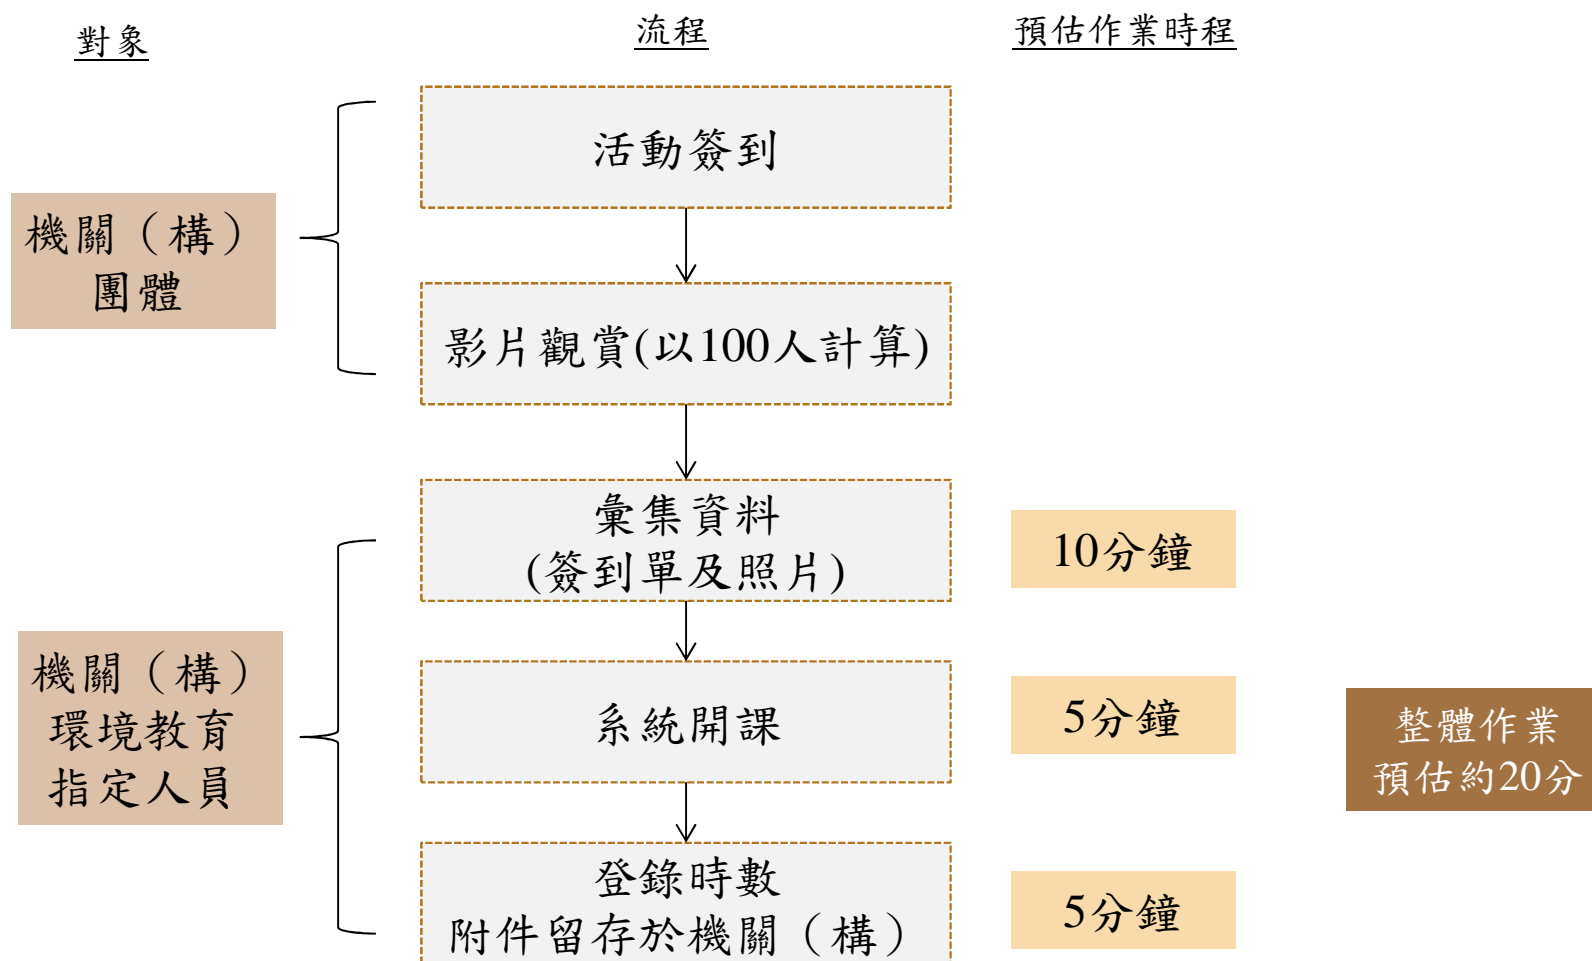 對象
流程
預估作業時程
活動簽到
機關（構）
團體
影片觀賞(以100人計算)
彙集資料
(簽到單及照片)
10分鐘
機關（構）
環境教育
指定人員
系統開課
5分鐘
整體作業
預估約20分
登錄時數
附件留存於機關（構）
5分鐘